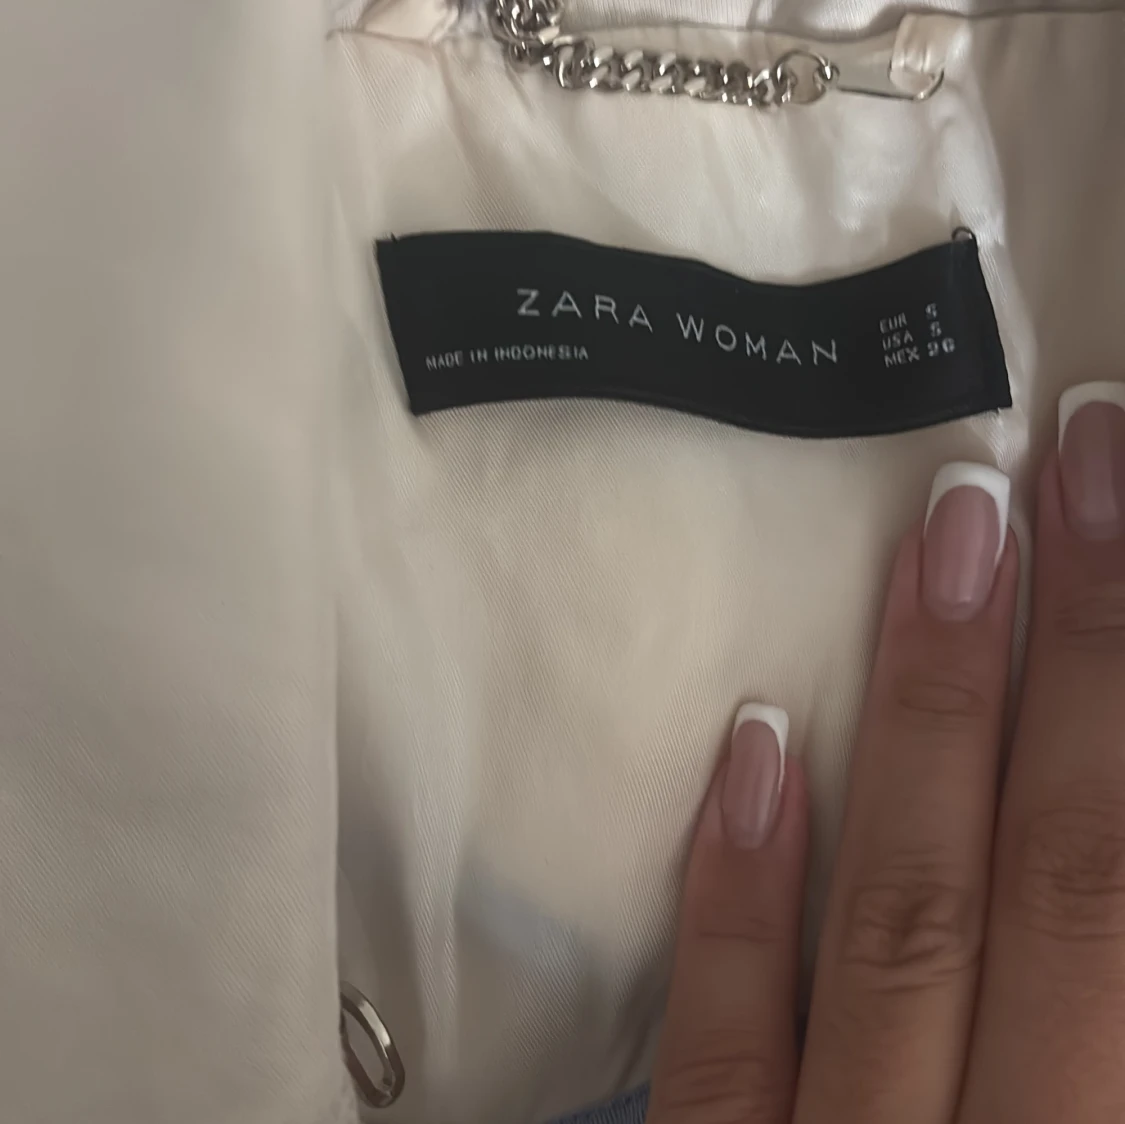 ZARA WOMAN
MADE IN INDONESIA
EUR S
USA S
MEX 26